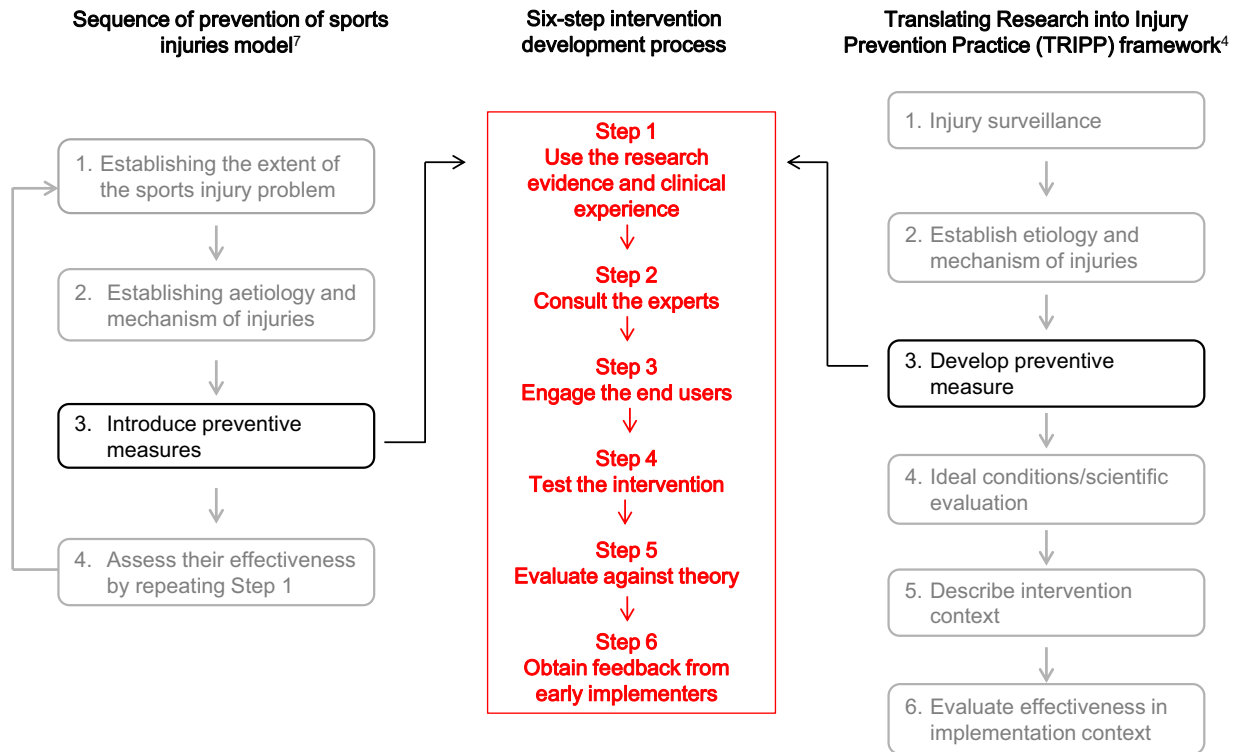 Sequence of prevention of sports
injuries model7
1. Establishing the extent of
the sports injury problem
2. Establishing aetiology and
mechanism of injuries
3. Introduce preventive
measures
4. Assess their effectiveness
by repeating Step 1
Six-step intervention
development process
Step 1
Use the research
evidence and clinical
experience
Step 2
Consult the experts
Step 3
Engage the end users
Step 4
Test the intervention
Step 5
Evaluate against theory
Step 6
Obtain feedback from
early implementers
Translating Research into Injury
Prevention Practice (TRIPP) framework4
1. Injury surveillance
2. Establish etiology and
mechanism of injuries
3. Develop preventive
measure
4. Ideal conditions/scientific
evaluation
5. Describe intervention
context
6. Evaluate effectiveness in
implementation context